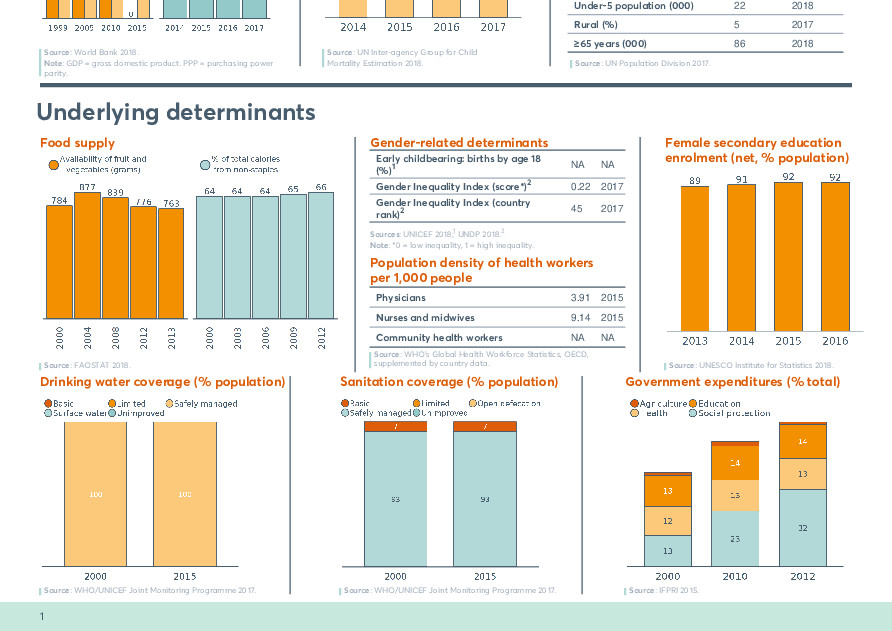 1999 2005 2010 2015
0
2014 2015 2016 2017
Source: World Bank 2018.
Note: GDP = gross domestic product. PPP = purchasing power
parity.
2014 2015 2016 2017
Source: UN Inter-agency Group for Child
Mortality Estimation 2018.
Under-5 population (000) 22 2018
Rural (%) 5 2017
≥65 years (000) 86 2018
Source: UN Population Division 2017.
Underlying determinants
Food supply
Availability of fruit and
vegetables (grams)
% of total calories
from non-staples
784 877 839 776 763
2000 2004 2008 2012 2013
64 64 64 65 66
2000 2003 2006 2009 2012
Source: FAOSTAT 2018.
Gender-related determinants
Early childbearing: births by age 18
(%)¹ NA NA
Gender Inequality Index (score*)² 0.22 2017
Gender Inequality Index (country
rank)² 45 2017
Sources: UNICEF 2018,¹ UNDP 2018.²
Note: *0 = low inequality, 1 = high inequality.
Population density of health workers
per 1,000 people
Physicians 3.91 2015
Nurses and midwives 9.14 2015
Community health workers NA NA
Source: WHO's Global Health Workforce Statistics, OECD,
supplemented by country data.
Female secondary education
enrolment (net, % population)
89 91 92 92
2013 2014 2015 2016
Source: UNESCO Institute for Statistics 2018.
Drinking water coverage (% population)
Basic Limited Safely managed
Surface water Unimproved
100 100
2000 2015
Source: WHO/UNICEF Joint Monitoring Programme 2017.
Sanitation coverage (% population)
Basic Limited Open defecation
Safely managed Unimproved
7 7
93 93
2000 2015
Source: WHO/UNICEF Joint Monitoring Programme 2017.
Government expenditures (% total)
Agriculture Education
Health Social protection
13 14 14
12 13 13
13 23 32
2000 2010 2012
Source: IFPRI 2015.
1